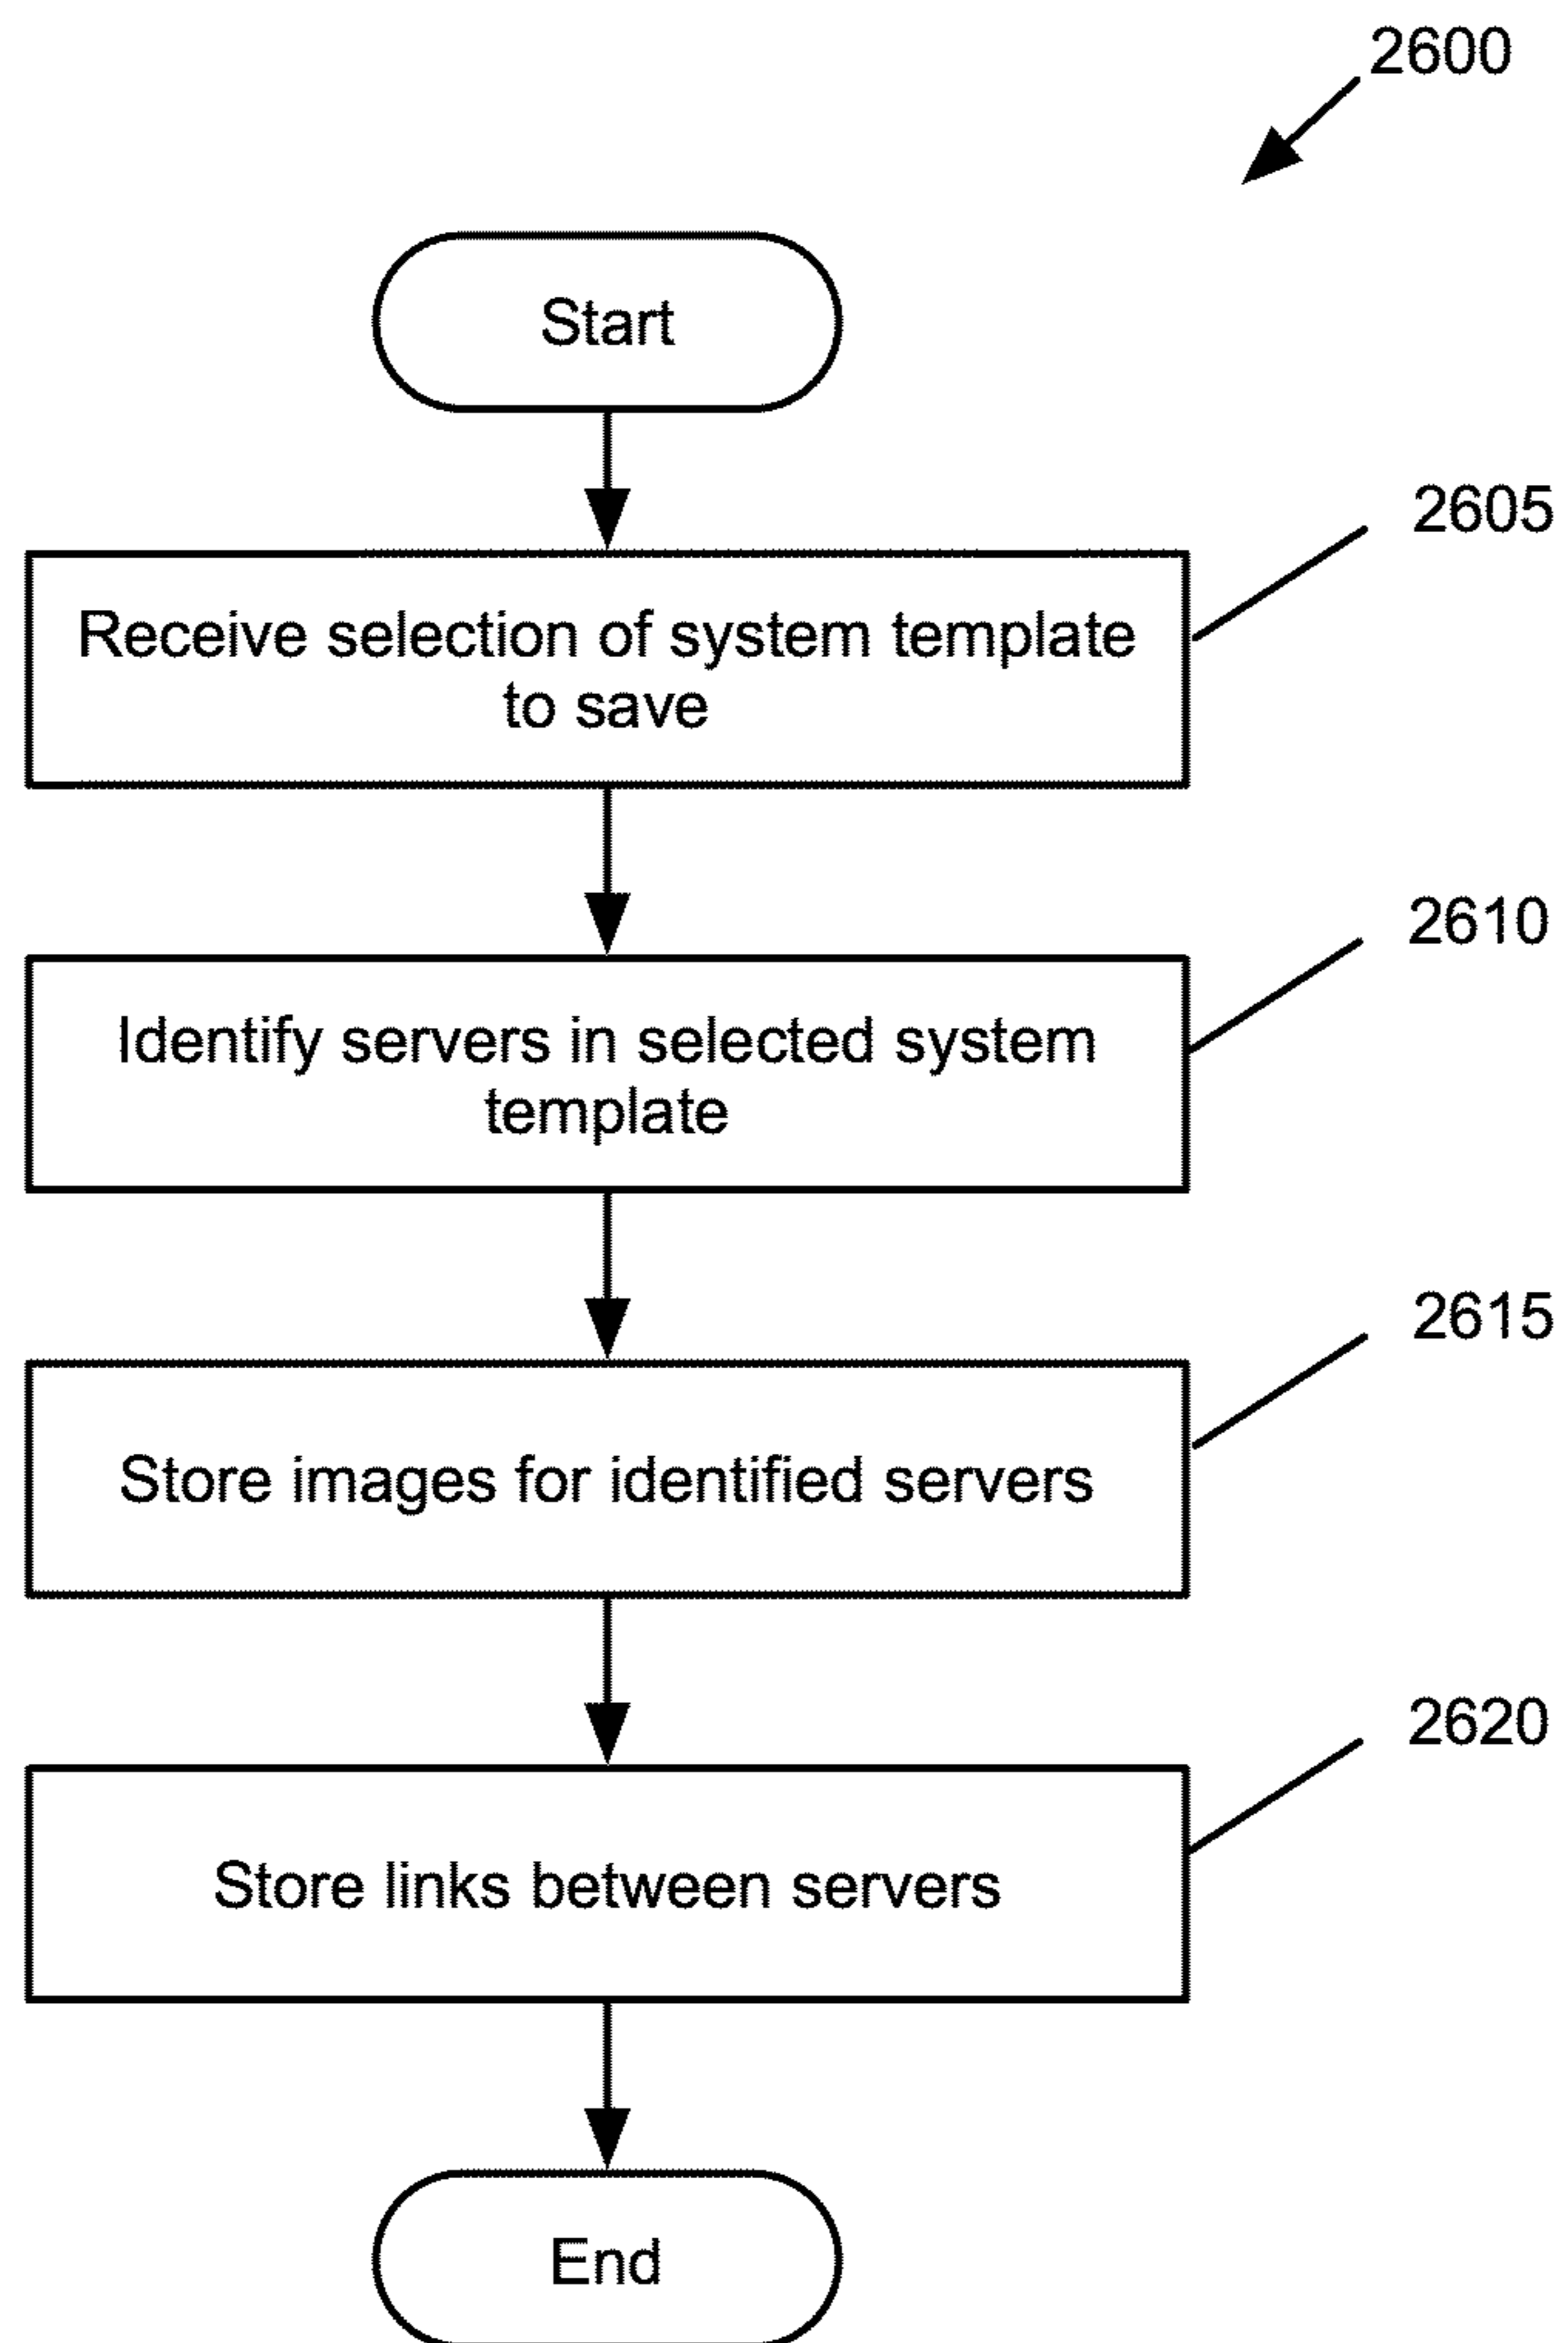 2600
Start
2605
Receive selection of system template
to save
2610
Identify servers in selected system
template
2615
Store images for identified servers
2620
Store links between servers
End